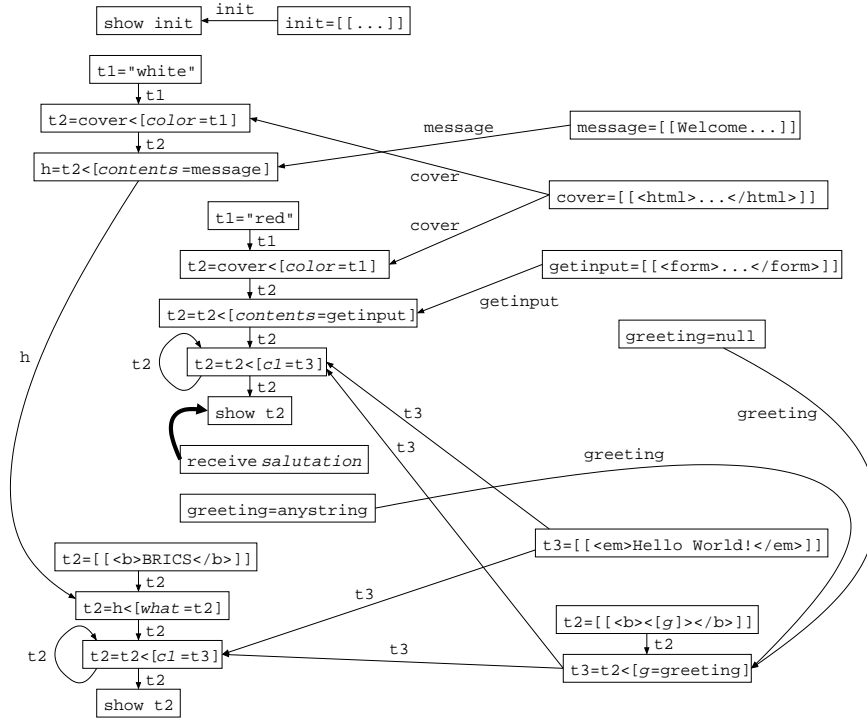 show init
init
init=[[...]]
t1="white"
t1
t2=cover<[color=t1]
t2
h=t2<[contents=message]
message
message=[[Welcome...]]
cover
cover=[[<html>...</html>]]
cover
t1="red"
t1
t2=cover<[color=t1]
t2
getinput=[[<form>...</form>]]
getinput
t2=t2<[contents=getinput]
t2
t2
t2=t2<[cl=t3]
t2
show t2
h
greeting=null
greeting
t3
t3
receive salutation
greeting
greeting=anystring
t3=[[<em>Hello World!</em>]]
t2=[[<b>BRICS</b>]]
t2
t3
t2=h<[what=t2]
t2
t2=[[<b><[g]></b>]]
t2
t2
t2=t2<[cl=t3]
t3
t3=t2<[g=greeting]
t2
show t2